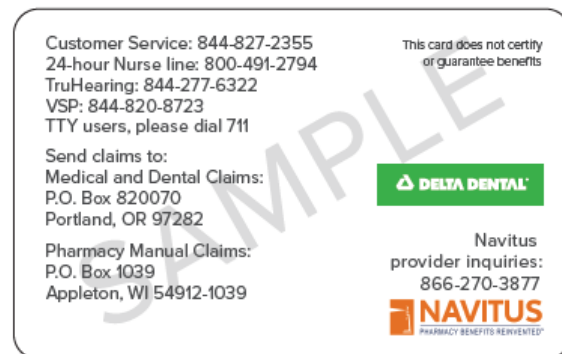 Customer Service: 844-827-2355
24-hour Nurse line: 800-491-2794
TruHearing: 844-277-6322
VSP: 844-820-8723
TTY users, please dial 711
Send claims to:
Medical and Dental Claims:
P.O. Box 820070
Portland, OR 97282
Pharmacy Manual Claims:
P.O. Box 1039
Appleton, WI 54912-1039
This card does not certify
or guarantee benefits
DELTA DENTAL®
Navitus
provider inquiries:
866-270-3877
NAVITUS
PHARMACY BENEFITS REINVENTED™
SAMPLE